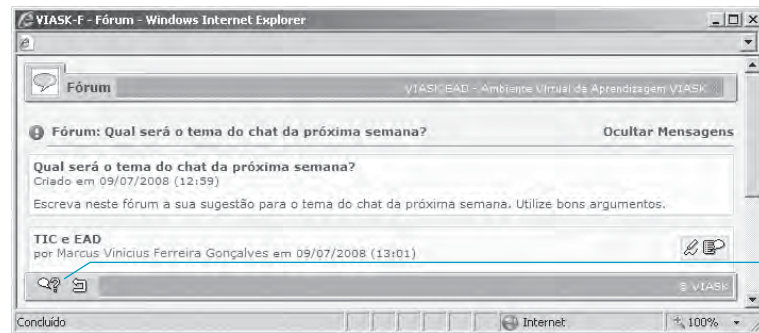 VIASK-F - Fórum - Windows Internet Explorer
Fórum
VIASK|EAD - Ambiente Virtual de Aprendizagem VIASK
Fórum: Qual será o tema do chat da próxima semana? Ocultar Mensagens
Qual será o tema do chat da próxima semana?
Criado em 09/07/2008 (12:59)
Escreva neste fórum a sua sugestão para o tema do chat da próxima semana. Utilize bons argumentos.
TIC e EAD
por Marcus Vinicius Ferreira Gonçalves em 09/07/2008 (13:01)
VIASK
Concluído Internet 100%